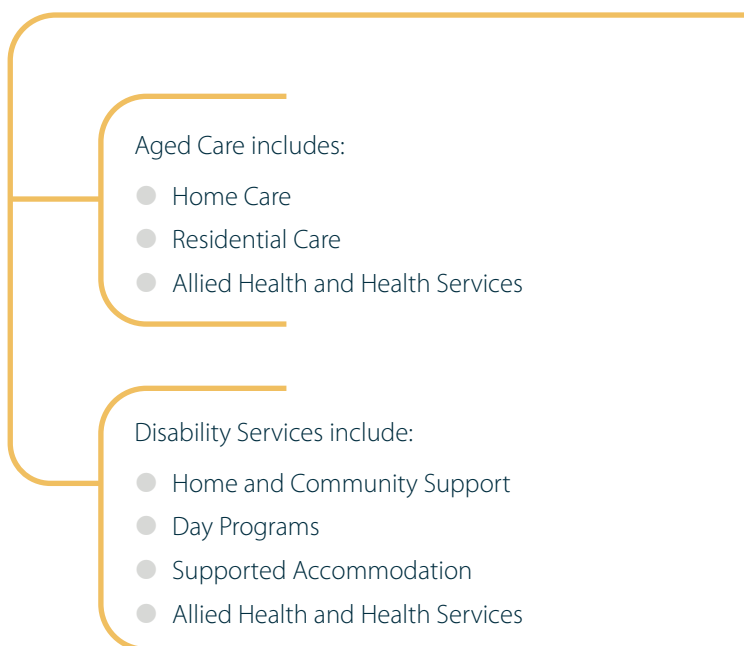 Aged Care includes:
Home Care
Residential Care
Allied Health and Health Services
Disability Services include:
Home and Community Support
Day Programs
Supported Accommodation
Allied Health and Health Services